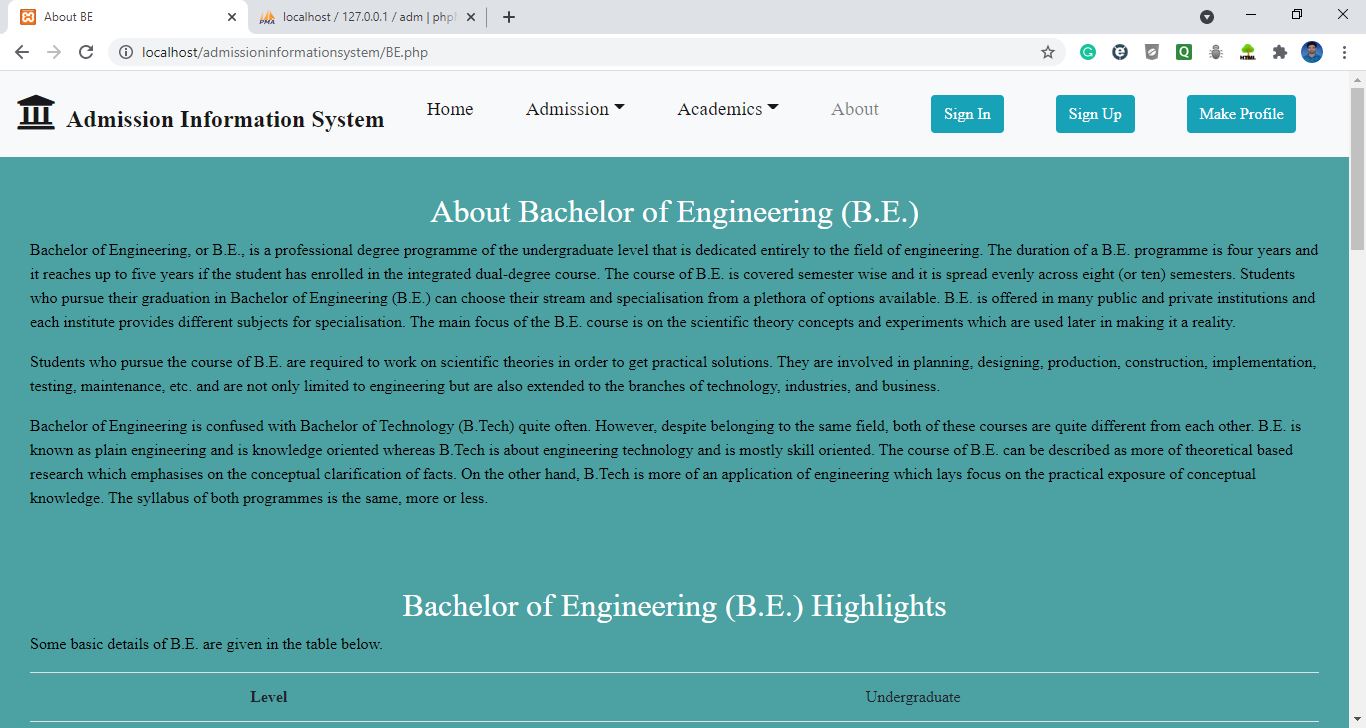 About BE
localhost / 127.0.0.1 / adm | php
localhost/admissioninformationsystem/BE.php
Admission Information System
Home
Admission
Academics
About
Sign In
Sign Up
Make Profile
About Bachelor of Engineering (B.E.)
Bachelor of Engineering, or B.E., is a professional degree programme of the undergraduate level that is dedicated entirely to the field of engineering. The duration of a B.E. programme is four years and
it reaches up to five years if the student has enrolled in the integrated dual-degree course. The course of B.E. is covered semester wise and it is spread evenly across eight (or ten) semesters. Students
who pursue their graduation in Bachelor of Engineering (B.E.) can choose their stream and specialisation from a plethora of options available. B.E. is offered in many public and private institutions and
each institute provides different subjects for specialisation. The main focus of the B.E. course is on the scientific theory concepts and experiments which are used later in making it a reality.
Students who pursue the course of B.E. are required to work on scientific theories in order to get practical solutions. They are involved in planning, designing, production, construction, implementation,
testing, maintenance, etc. and are not only limited to engineering but are also extended to the branches of technology, industries, and business.
Bachelor of Engineering is confused with Bachelor of Technology (B.Tech) quite often. However, despite belonging to the same field, both of these courses are quite different from each other. B.E. is
known as plain engineering and is knowledge oriented whereas B.Tech is about engineering technology and is mostly skill oriented. The course of B.E. can be described as more of theoretical based
research which emphasises on the conceptual clarification of facts. On the other hand, B.Tech is more of an application of engineering which lays focus on the practical exposure of conceptual
knowledge. The syllabus of both programmes is the same, more or less.
Bachelor of Engineering (B.E.) Highlights
Some basic details of B.E. are given in the table below.
Level Undergraduate